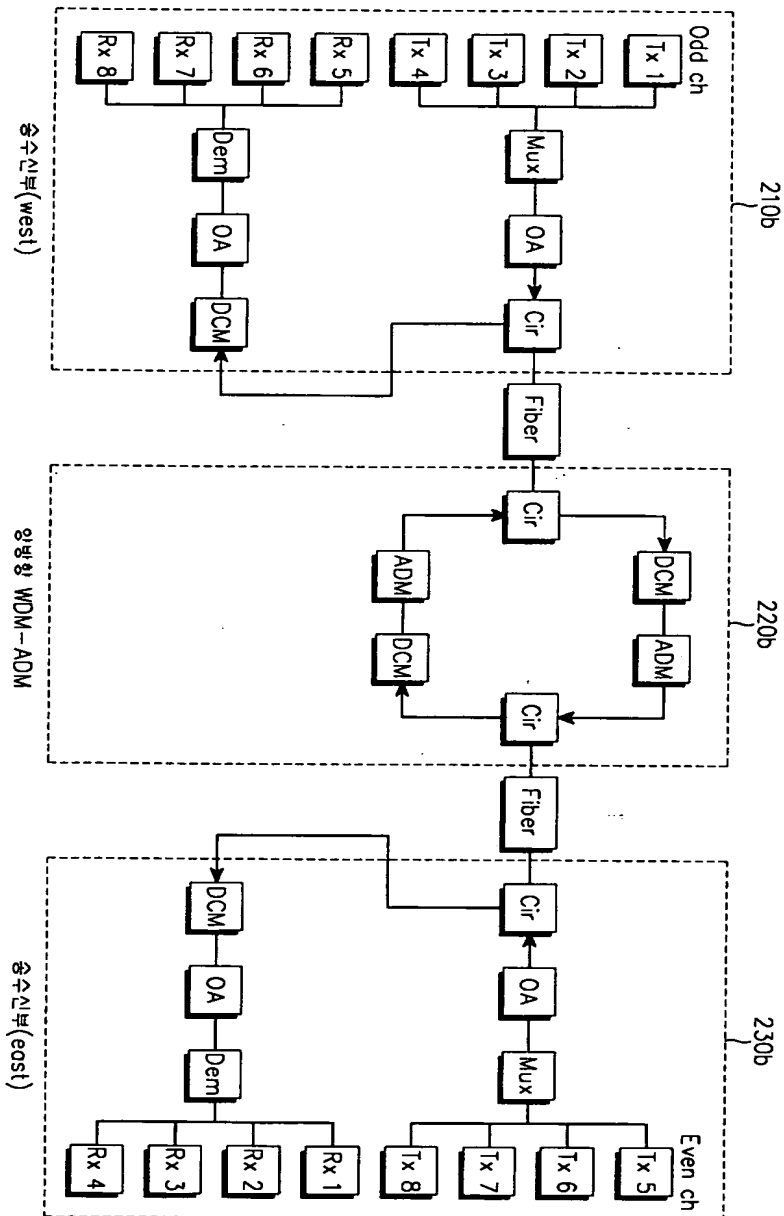 210b
Odd ch
Tx 1
Tx 2
Tx 3
Tx 4
Mux
OA
Cir
Rx 5
Rx 6
Rx 7
Rx 8
Dem
OA
DCM
송수신부(west)
Fiber
220b
Cir
DCM
ADM
ADM
DCM
Cir
양방향 WDM-ADM
Fiber
230b
Even ch
Cir
OA
Mux
Tx 5
Tx 6
Tx 7
Tx 8
DCM
OA
Dem
Rx 1
Rx 2
Rx 3
Rx 4
송수신부(east)